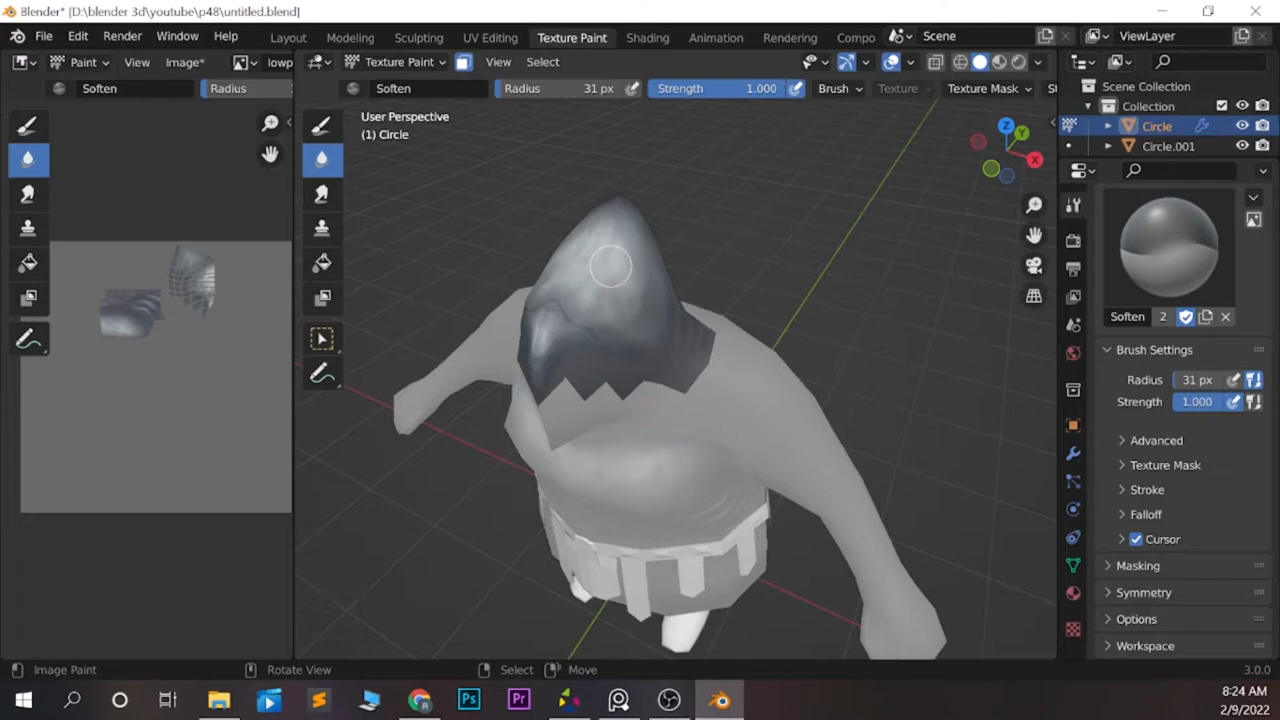 Blender* [D:\blender 3d\youtube\p48\untitled.blend]
File Edit Render Window Help Layout Modeling Sculpting UV Editing Texture Paint Shading Animation Rendering Compo Scene ViewLayer
Paint View Image* lowp Texture Paint View Select
Soften Radius Soften Radius 31 px Strength 1.000 Brush Texture Texture Mask St
Scene Collection
Collection
Circle
Circle.001
User Perspective
(1) Circle
Z
Y
X
Soften 2
Brush Settings
Radius 31 px
Strength 1.000
Advanced
Texture Mask
Stroke
Falloff
Cursor
Masking
Symmetry
Options
Workspace
Image Paint Rotate View Select Move 3.0.0
Ps Pr
8:24 AM
2/9/2022